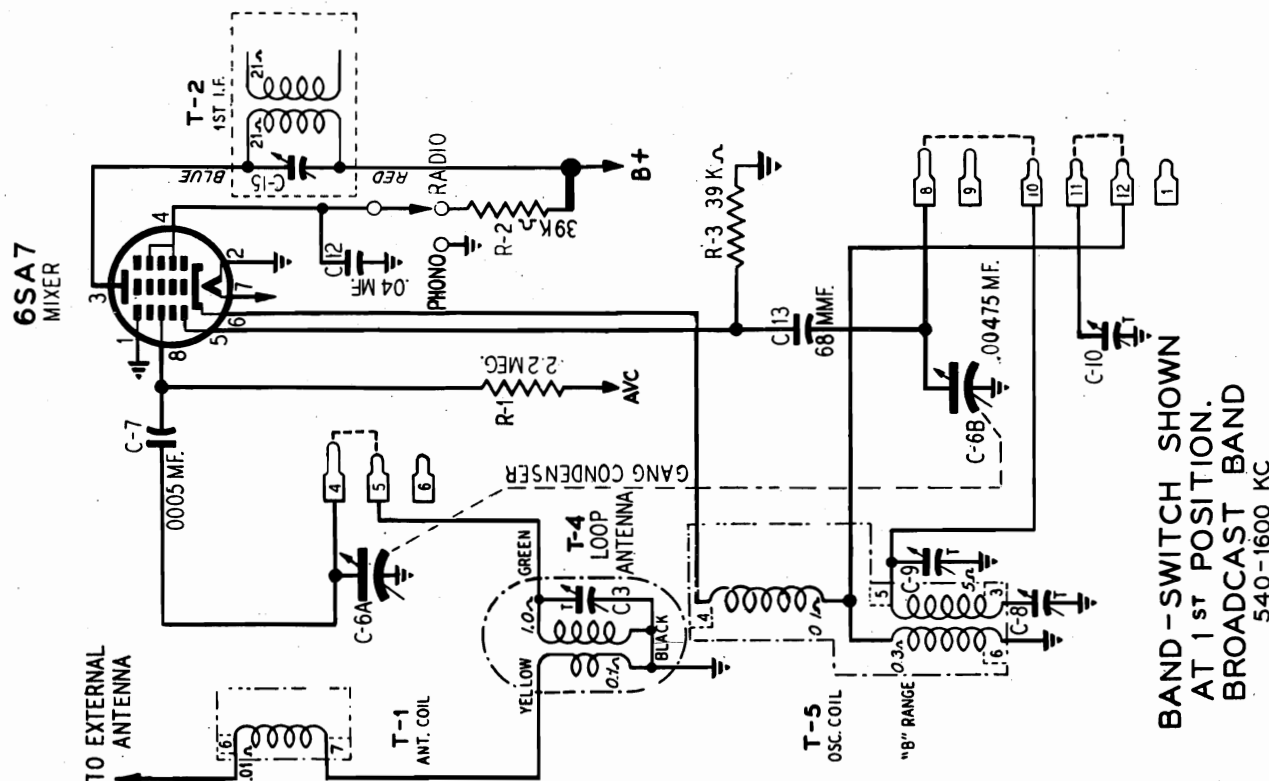 6SA7
MIXER
T-2
1ST I.F.
21Ω
21Ω
C-15
BLUE
RED
3
4
1
8
5
6
7
2
C-7
.0005 MF.
C-12
.04 MF.
PHONO
RADIO
R-2
39K Ω
B+
R-1
2.2 MEG.
AVC
R-3 39 K Ω
C-13
68 MMF.
8
9
10
11
12
1
4
5
6
C-6A
GANG CONDENSER
C-6B
.00475 MF.
C-10
T
TO EXTERNAL
ANTENNA
6
.01Ω
7
T-1
ANT. COIL
GREEN
YELLOW
BLACK
1.0Ω
0.1Ω
T
C-3
T-4
LOOP
ANTENNA
4
0.1Ω
5
C-9
T
.5Ω
3
C-8
T
0.3Ω
6
T-5
OSC. COIL
"B" RANGE
BAND-SWITCH SHOWN
AT 1ST POSITION.
BROADCAST BAND
540-1600 KC